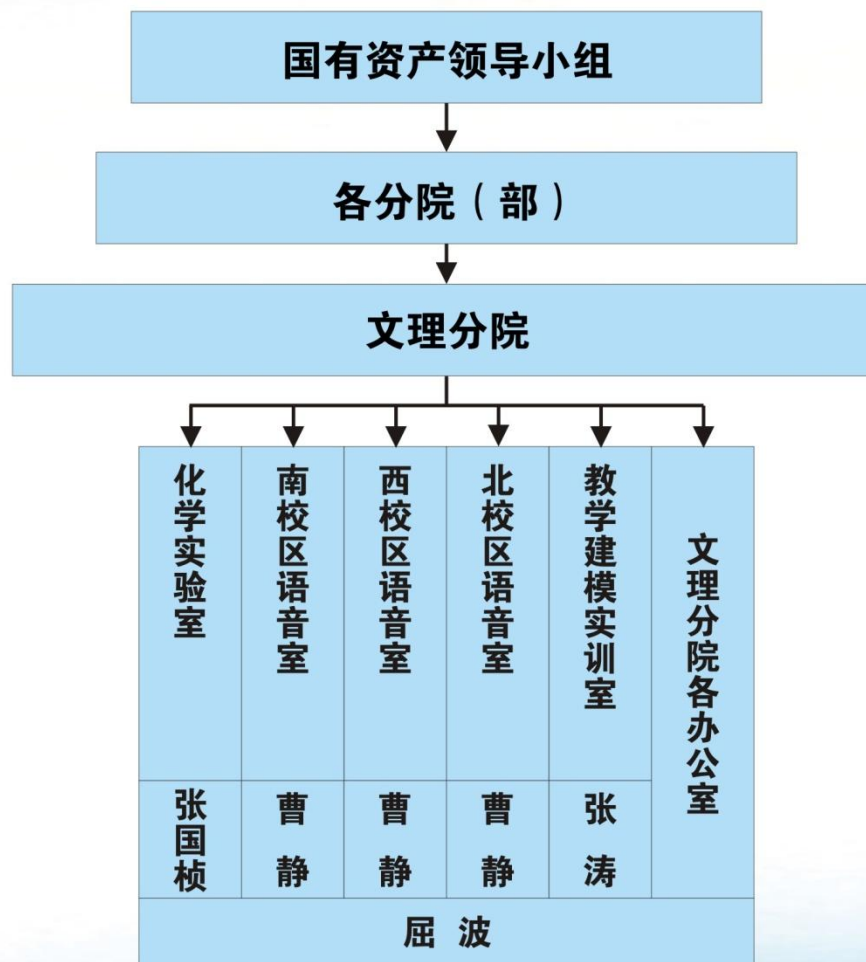 国有资产领导小组
各分院（部）
文理分院
化学实验室
南校区语音室
西校区语音室
北校区语音室
教学建模实训室
文理分院各办公室
张国桢
曹静
曹静
曹静
张涛
屈波